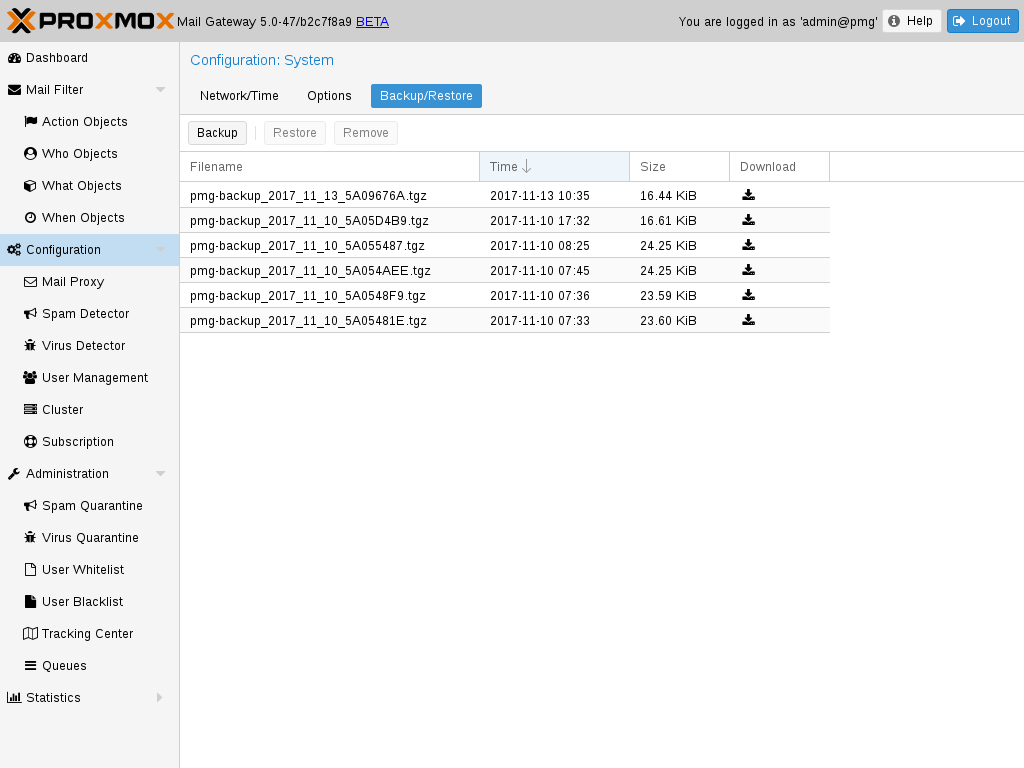 PROXMOX Mail Gateway 5.0-47/b2c7f8a9 BETA You are logged in as 'admin@pmg' Help Logout
Dashboard
Mail Filter
Action Objects
Who Objects
What Objects
When Objects
Configuration
Mail Proxy
Spam Detector
Virus Detector
User Management
Cluster
Subscription
Administration
Spam Quarantine
Virus Quarantine
User Whitelist
User Blacklist
Tracking Center
Queues
Statistics
Configuration: System
Network/Time Options Backup/Restore
Backup Restore Remove
Filename Time Size Download
pmg-backup_2017_11_13_5A09676A.tgz 2017-11-13 10:35 16.44 KiB
pmg-backup_2017_11_10_5A05D4B9.tgz 2017-11-10 17:32 16.61 KiB
pmg-backup_2017_11_10_5A055487.tgz 2017-11-10 08:25 24.25 KiB
pmg-backup_2017_11_10_5A054AEE.tgz 2017-11-10 07:45 24.25 KiB
pmg-backup_2017_11_10_5A0548F9.tgz 2017-11-10 07:36 23.59 KiB
pmg-backup_2017_11_10_5A05481E.tgz 2017-11-10 07:33 23.60 KiB